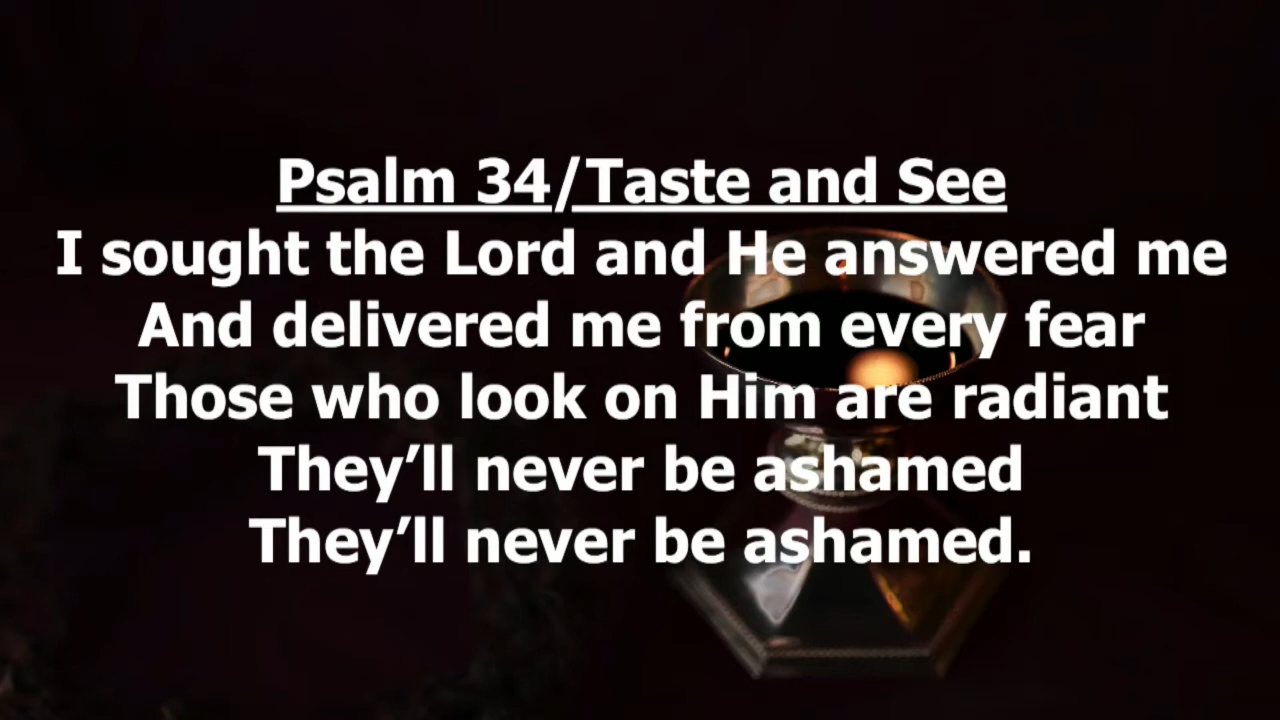 Psalm 34/Taste and See
I sought the Lord and He answered me
And delivered me from every fear
Those who look on Him are radiant
They’ll never be ashamed
They’ll never be ashamed.